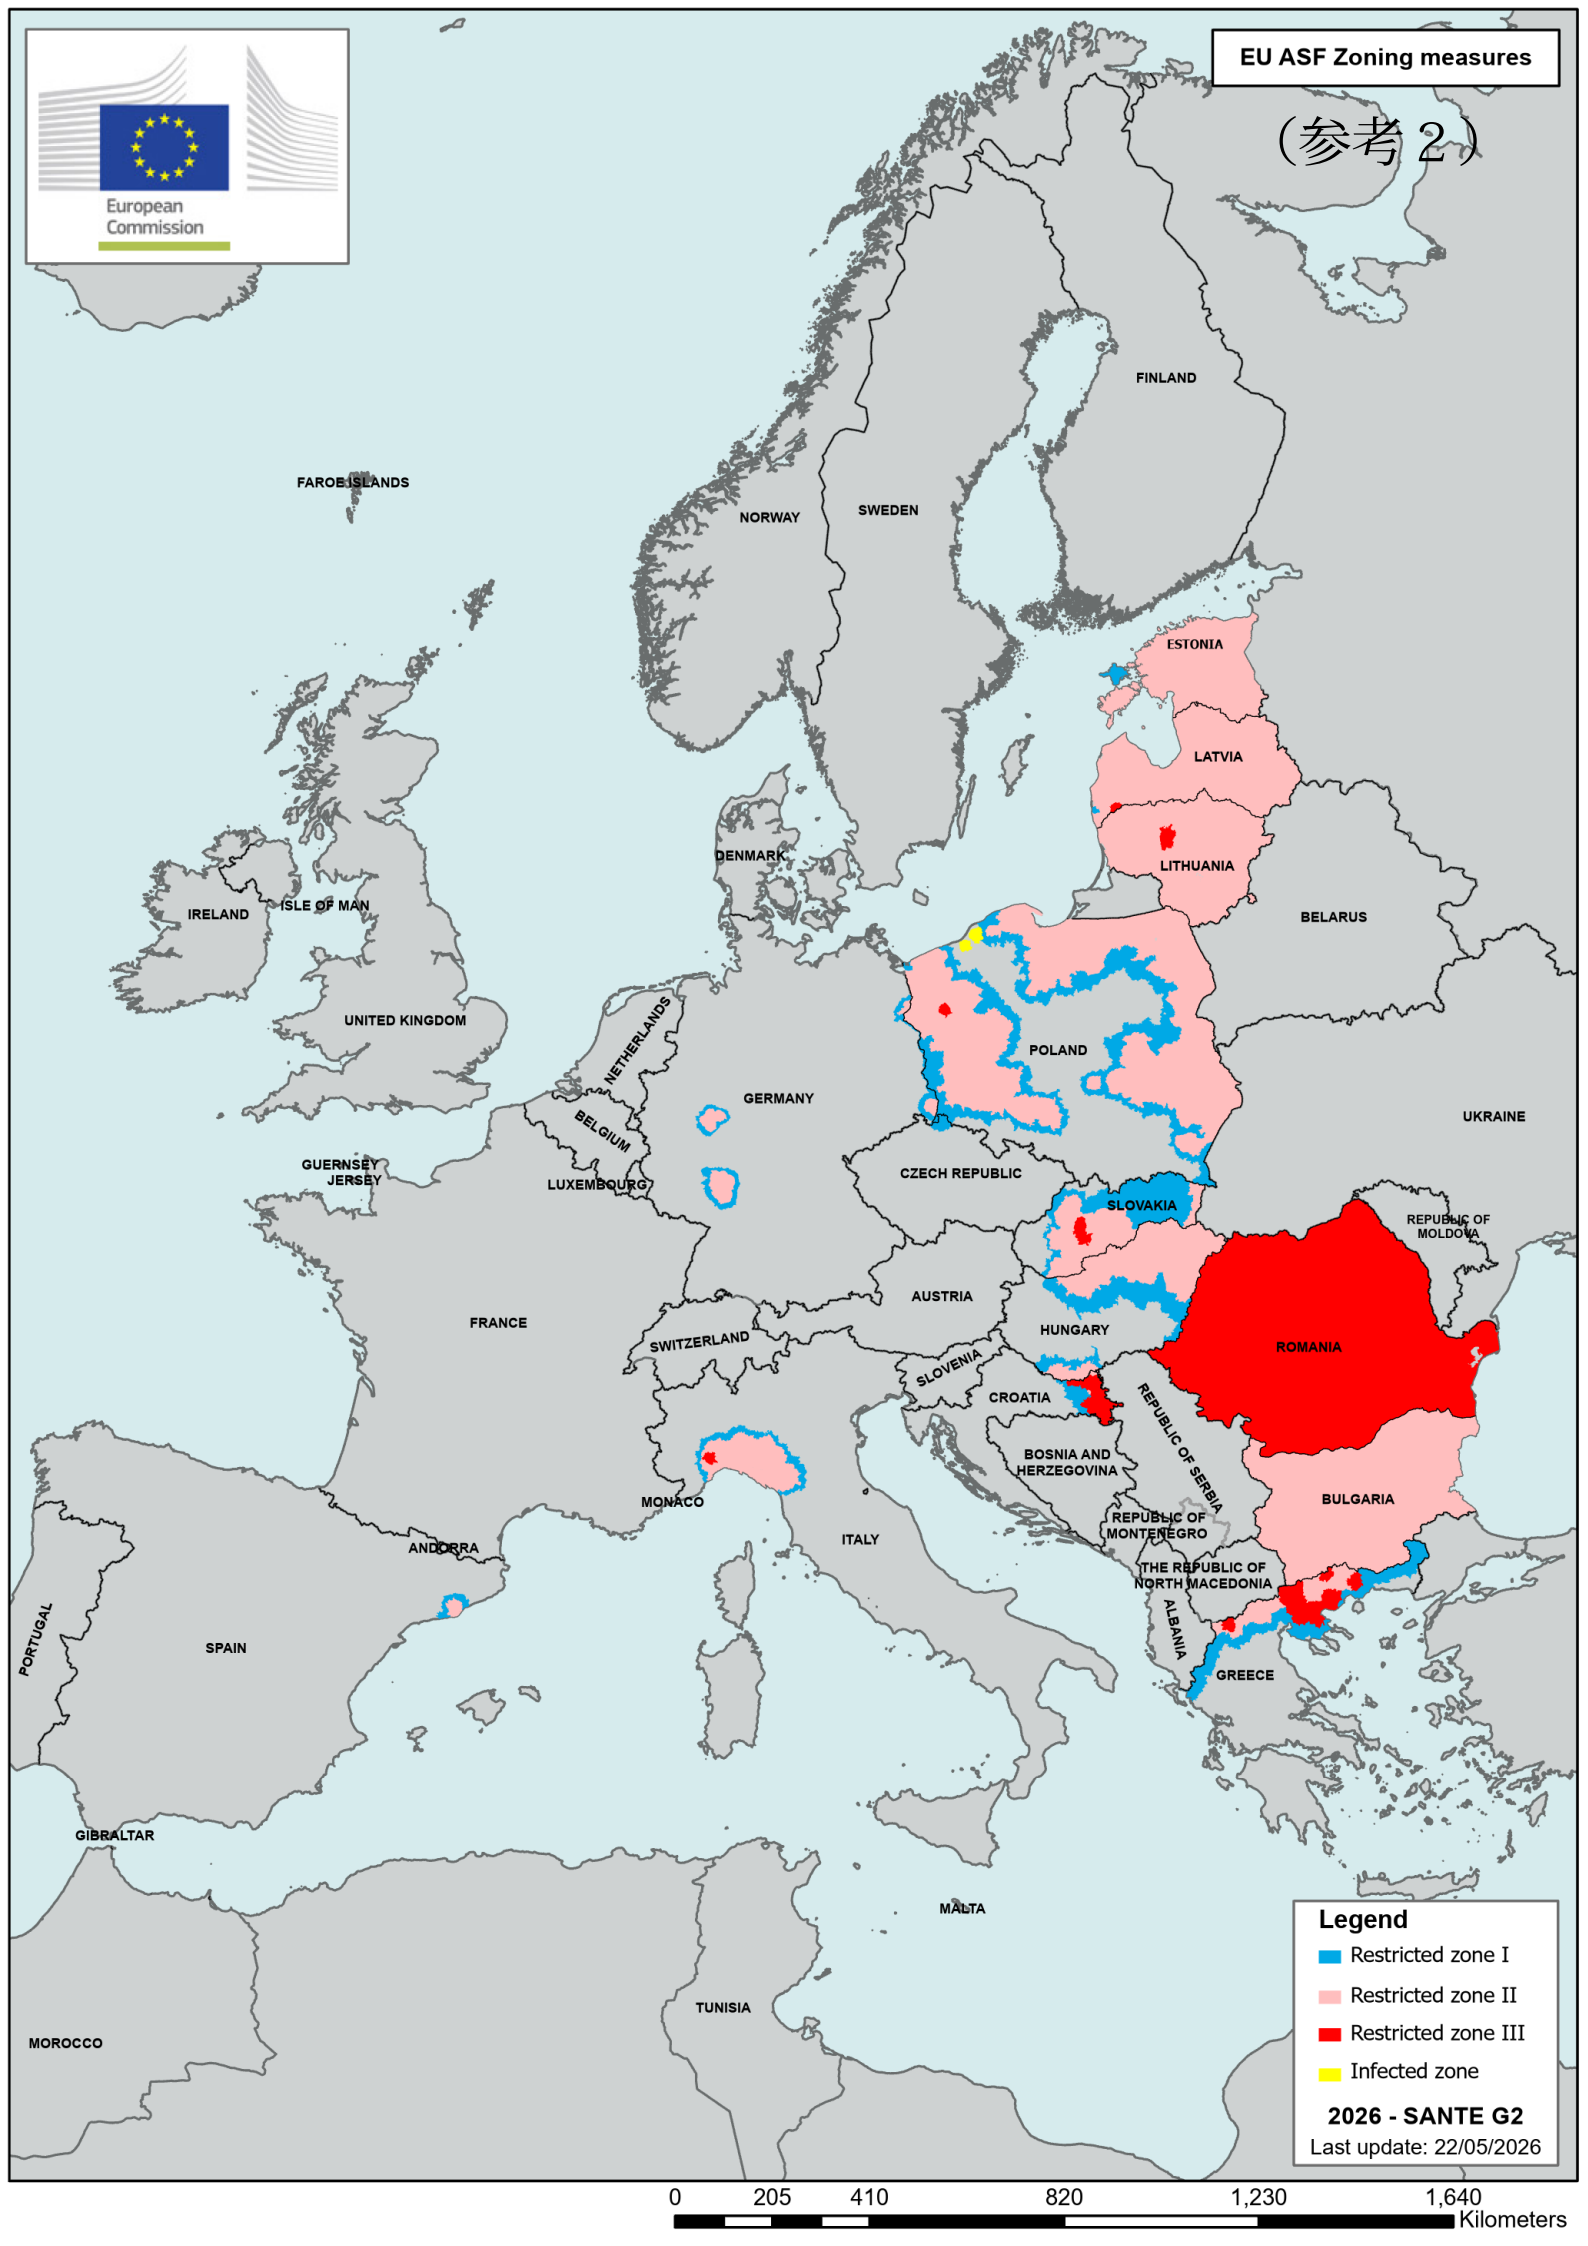 EU ASF Zoning measures
（参考２）
European
Commission
FINLAND
FAROE ISLANDS
NORWAY
SWEDEN
ESTONIA
LATVIA
LITHUANIA
DENMARK
IRELAND
ISLE OF MAN
BELARUS
UNITED KINGDOM
NETHERLANDS
POLAND
GERMANY
BELGIUM
UKRAINE
GUERNSEY
JERSEY
LUXEMBOURG
CZECH REPUBLIC
SLOVAKIA
REPUBLIC OF
MOLDOVA
AUSTRIA
FRANCE
SWITZERLAND
HUNGARY
ROMANIA
SLOVENIA
CROATIA
REPUBLIC OF SERBIA
BOSNIA AND
HERZEGOVINA
MONACO
BULGARIA
REPUBLIC OF
MONTENEGRO
ITALY
ANDORRA
THE REPUBLIC OF
NORTH MACEDONIA
ALBANIA
PORTUGAL
SPAIN
GREECE
GIBRALTAR
MALTA
TUNISIA
MOROCCO
Legend
Restricted zone I
Restricted zone II
Restricted zone III
Infected zone
2026 - SANTE G2
Last update: 22/05/2026
0 205 410 820 1,230 1,640
Kilometers